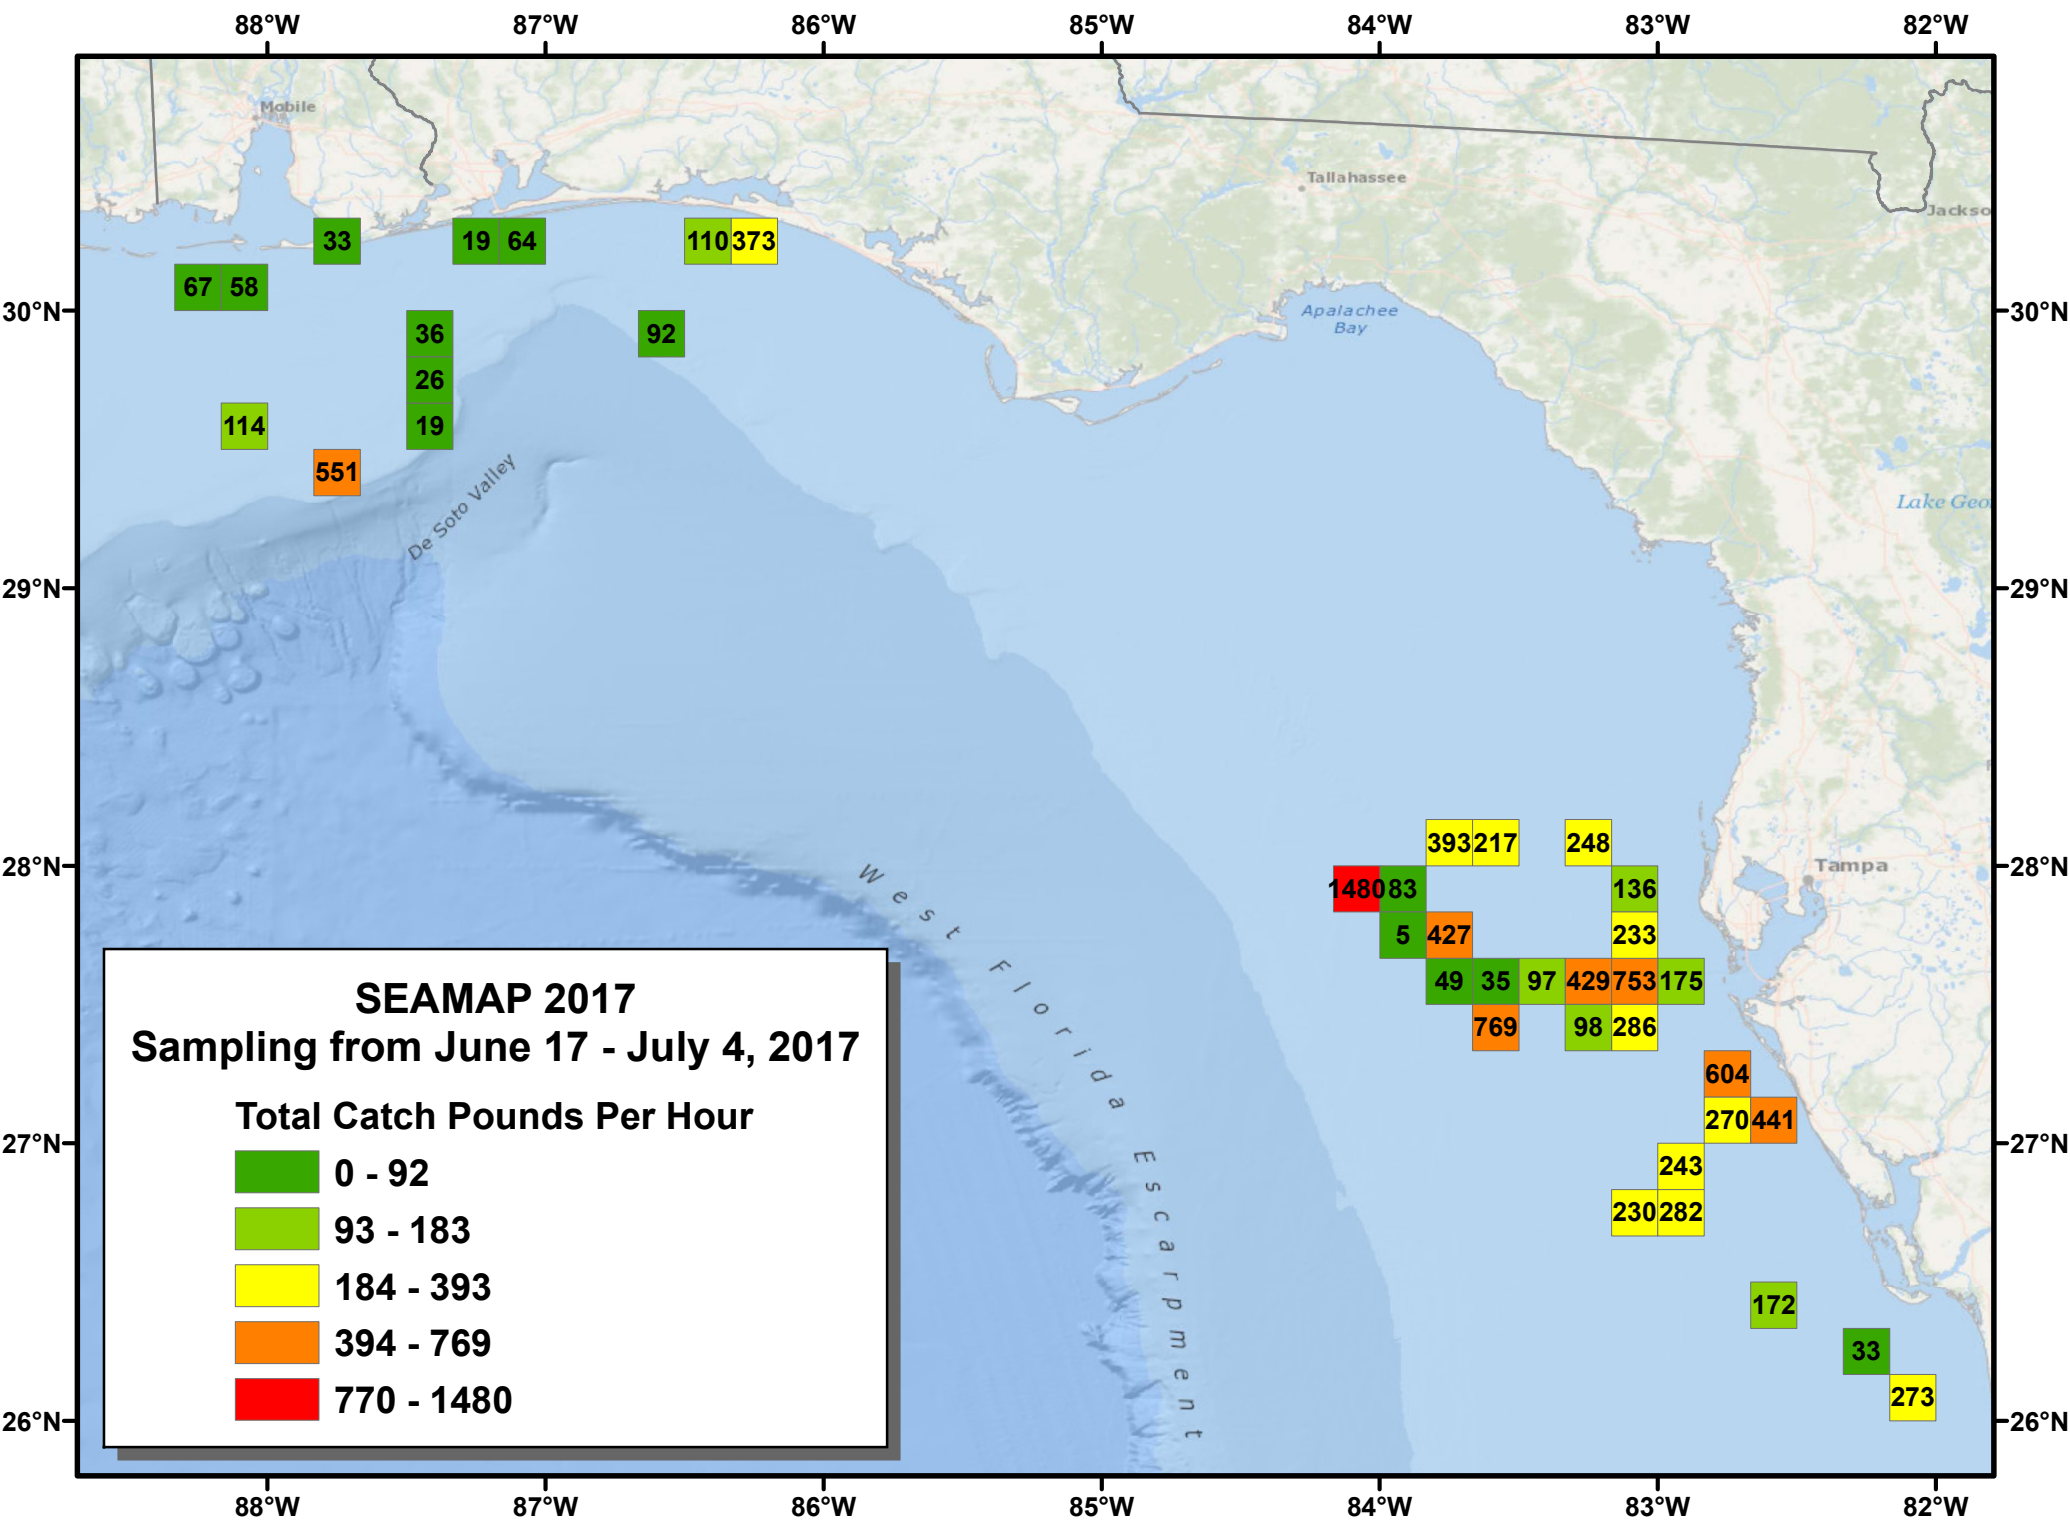 88°W 87°W 86°W 85°W 84°W 83°W 82°W
Mobile
Tallahassee
Jackso
33 19 64 110 373
67 58
30°N 30°N
Apalachee
Bay
36 92
26
114 19
551
De Soto Valley
Lake Geo
29°N 29°N
393 217 248
28°N 28°N
Tampa
1480 83 136
5 427 233
49 35 97 429 753 175
769 98 286
604
270 441
27°N 27°N
243
230 282
172
33
273
26°N 26°N
West Florida Escarpment
SEAMAP 2017
Sampling from June 17 - July 4, 2017
Total Catch Pounds Per Hour
0 - 92
93 - 183
184 - 393
394 - 769
770 - 1480
88°W 87°W 86°W 85°W 84°W 83°W 82°W